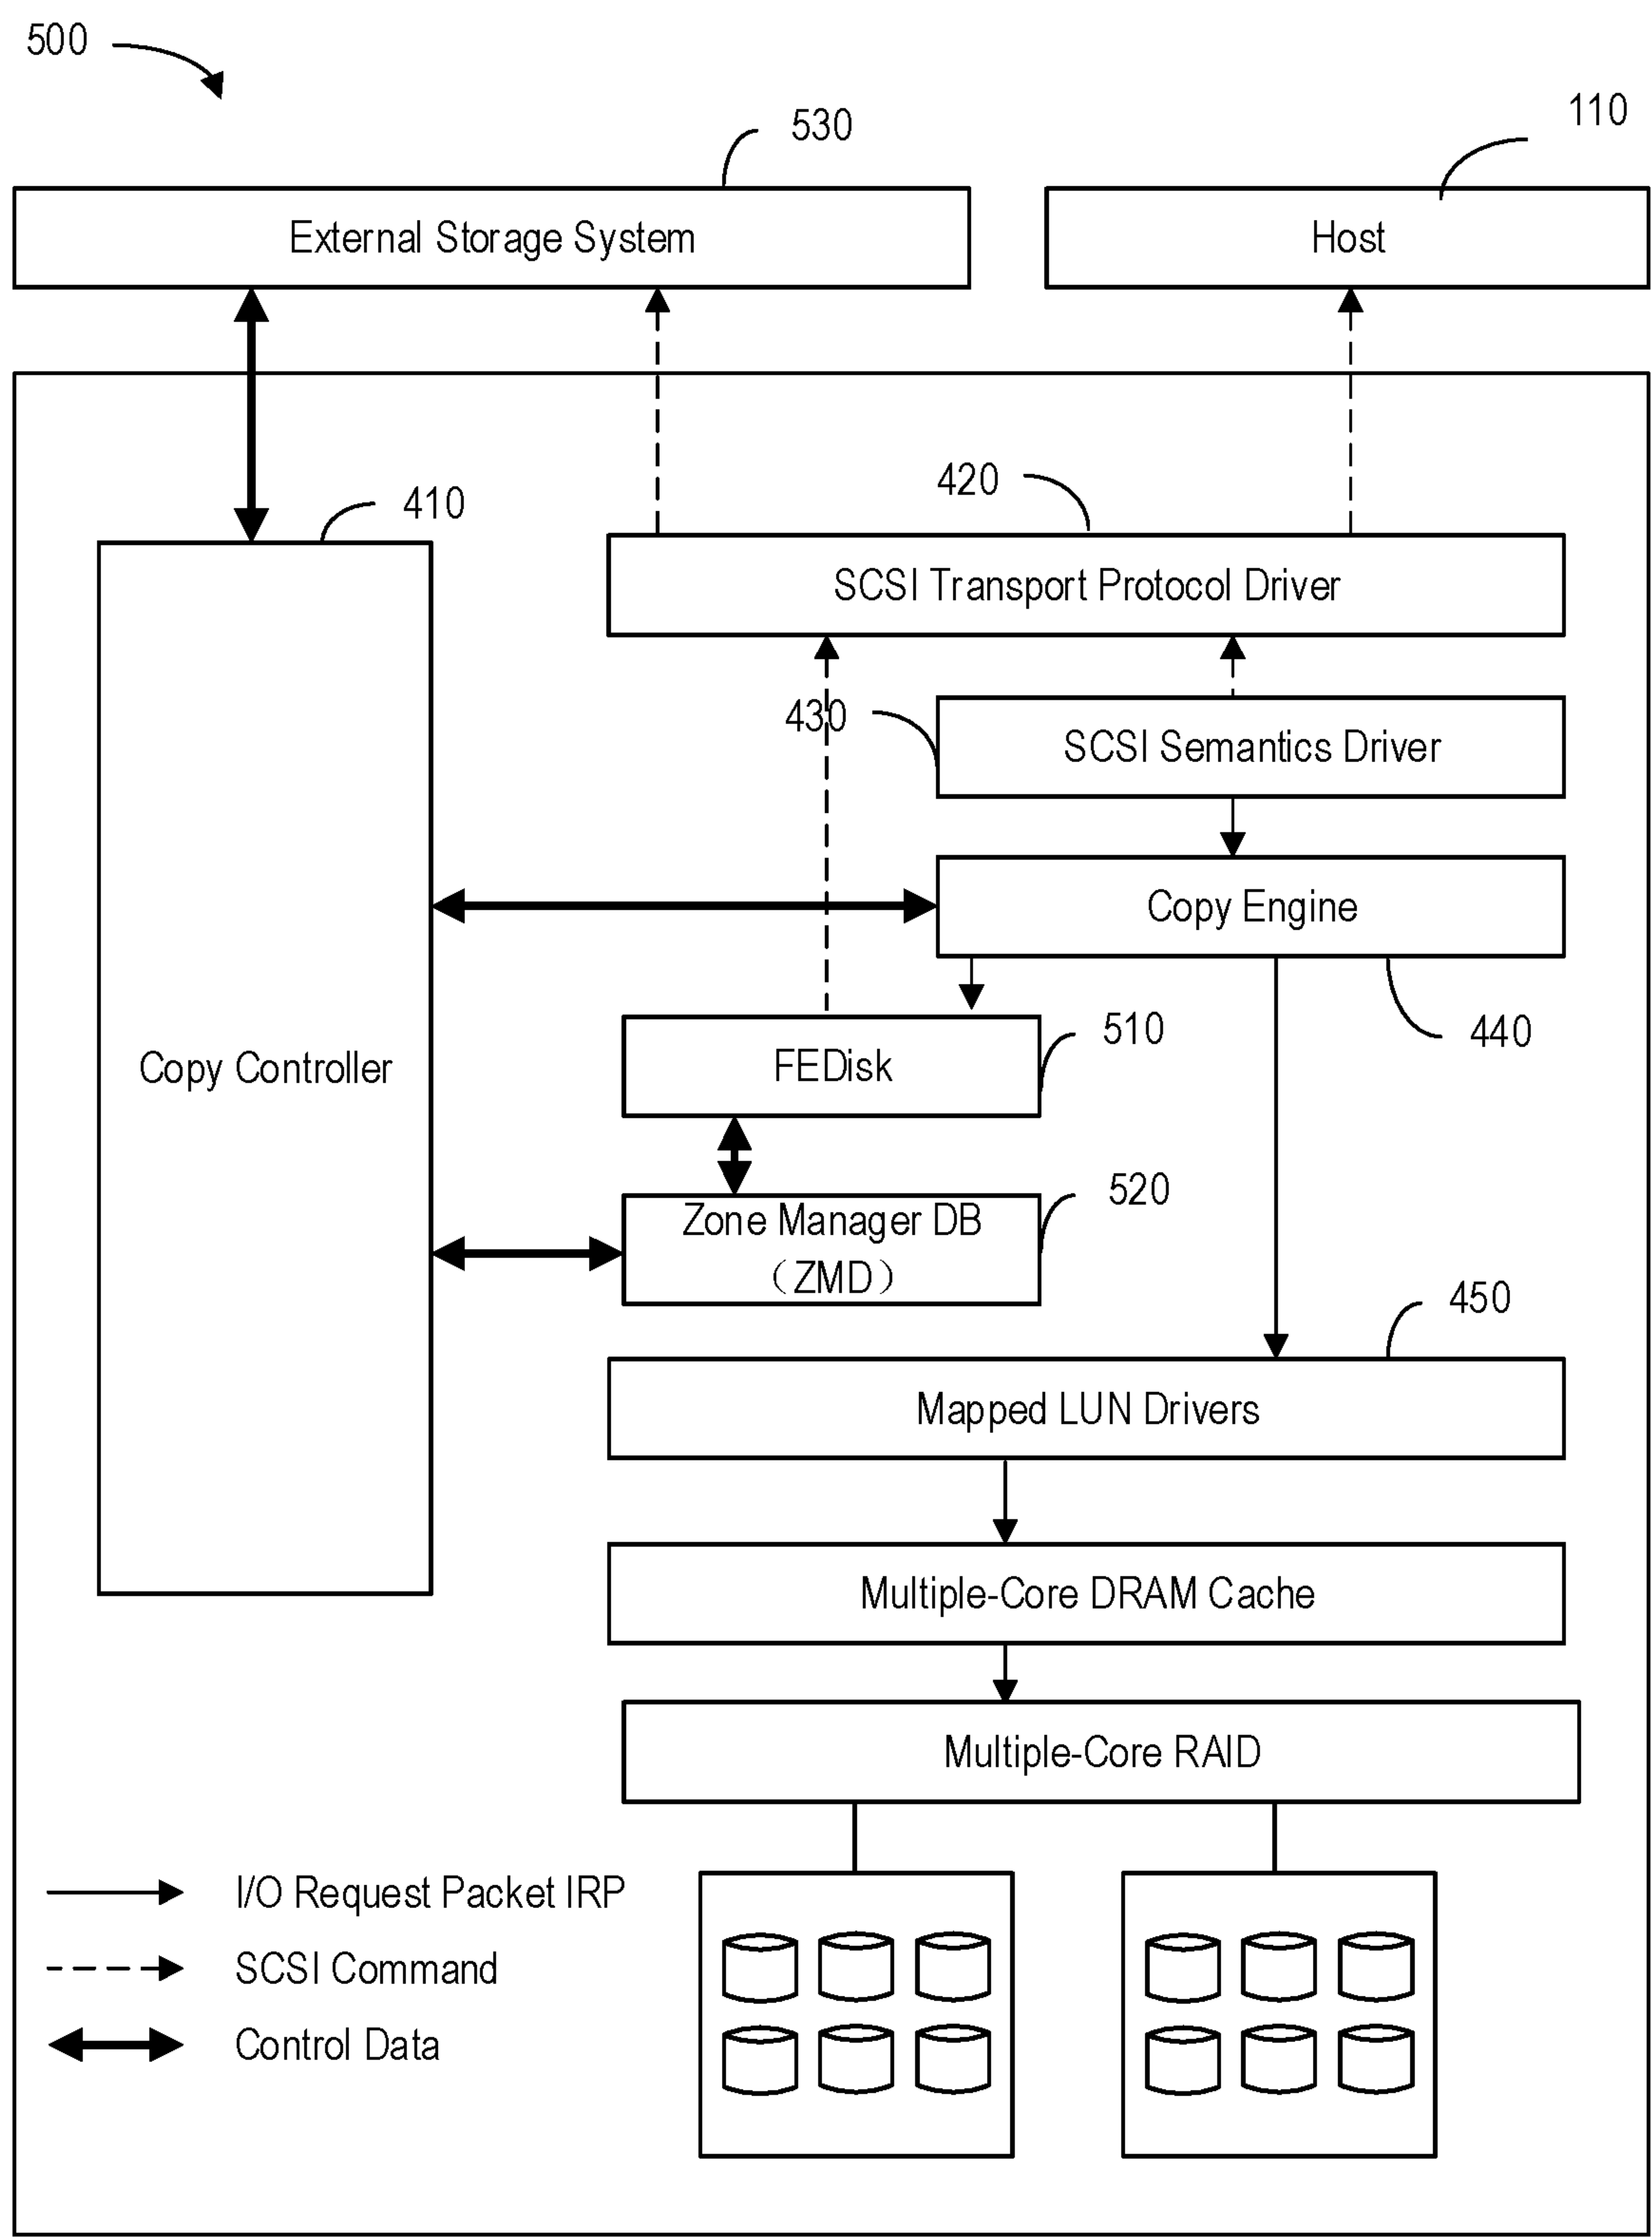 500
530
110
External Storage System
Host
420
410
SCSI Transport Protocol Driver
430
SCSI Semantics Driver
Copy Engine
440
Copy Controller
FEDisk
510
Zone Manager DB
（ZMD）
520
450
Mapped LUN Drivers
Multiple-Core DRAM Cache
Multiple-Core RAID
I/O Request Packet IRP
SCSI Command
Control Data